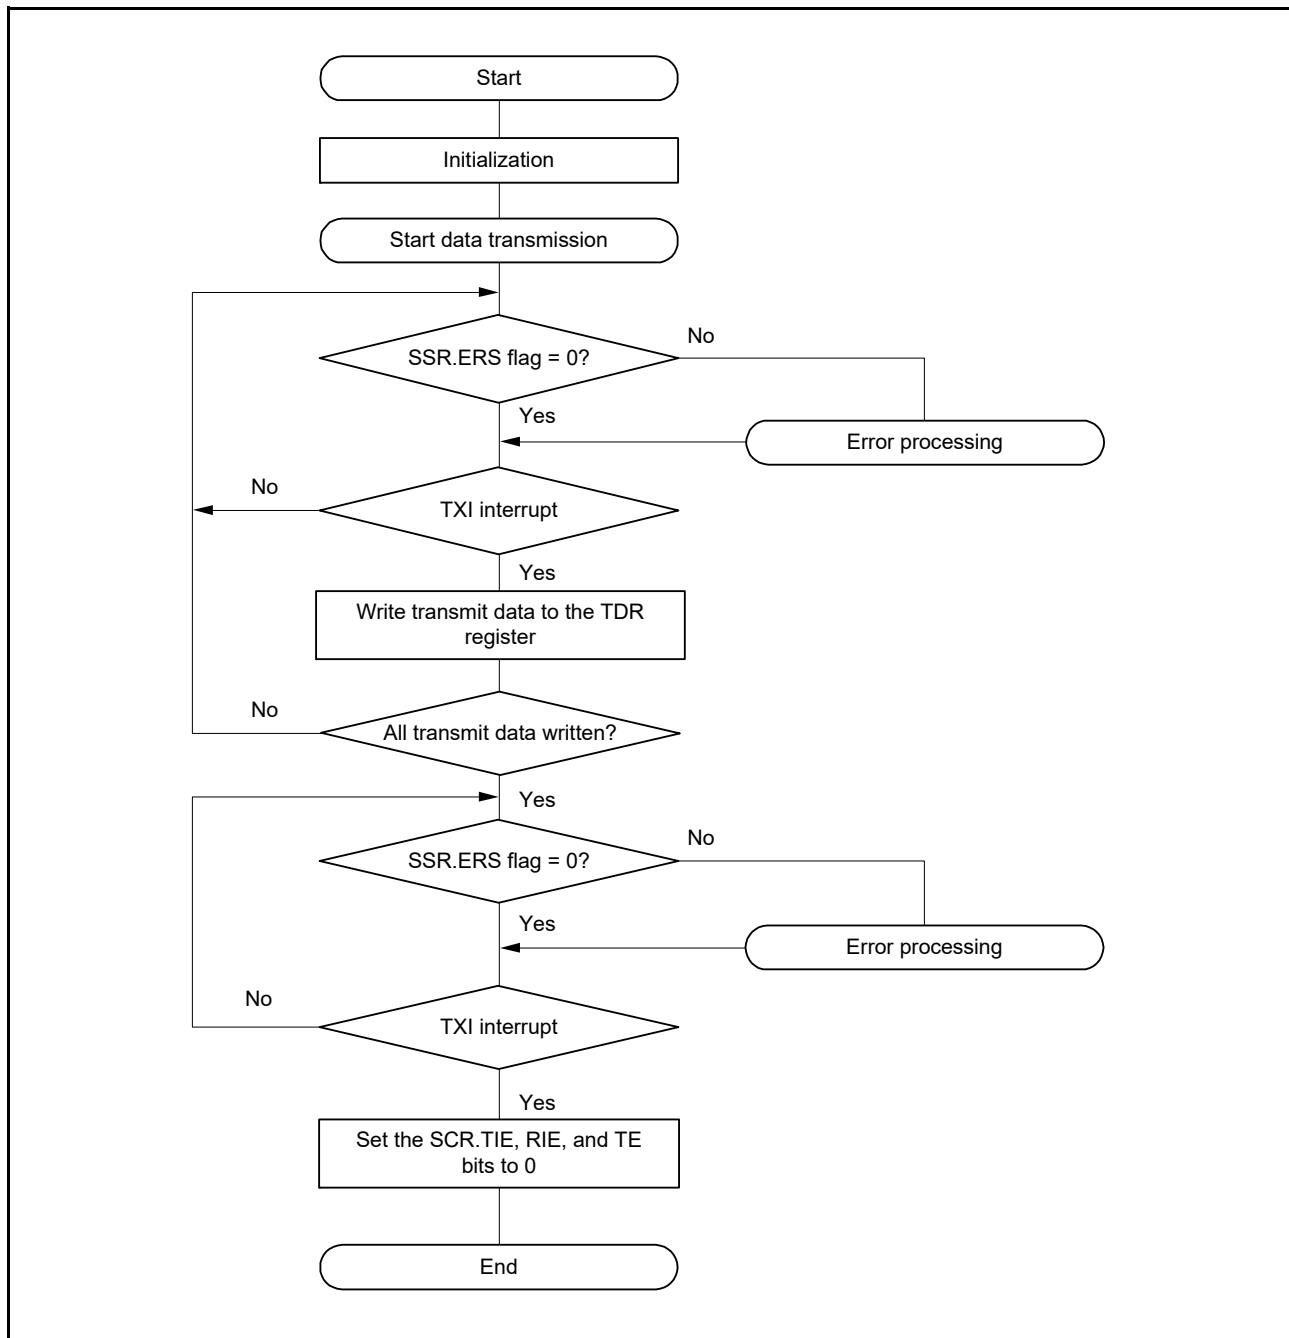 Start
Initialization
Start data transmission
SSR.ERS flag = 0?
No
Yes
Error processing
No
TXI interrupt
Yes
Write transmit data to the TDR
register
No
All transmit data written?
Yes
No
SSR.ERS flag = 0?
Yes
Error processing
No
TXI interrupt
Yes
Set the SCR.TIE, RIE, and TE
bits to 0
End